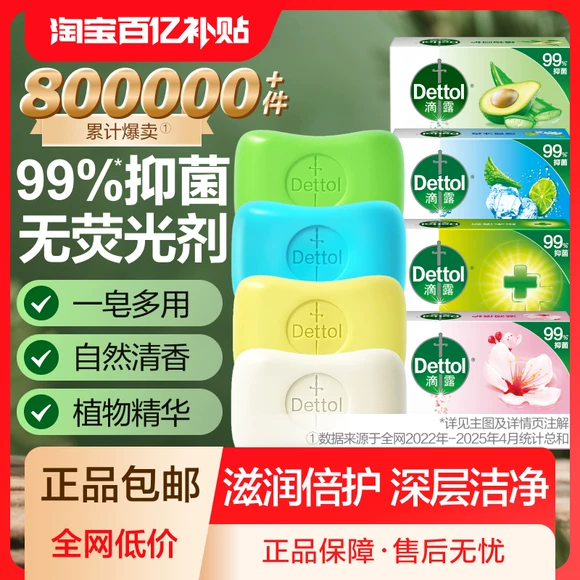 淘宝百亿补贴
800000+件
累计爆卖①
99%*抑菌
无荧光剂
一皂多用
自然清香
植物精华
Dettol
Dettol
Dettol
Dettol
Dettol
滴露
99%
抑菌
Dettol
滴露
99%
抑菌
Dettol
滴露
99%
抑菌
Dettol
滴露
99%
抑菌
*详见主图及详情页注解
①数据来源于全网2022年-2025年4月统计总和
正品包邮
全网低价
滋润倍护 深层洁净
正品保障·售后无忧